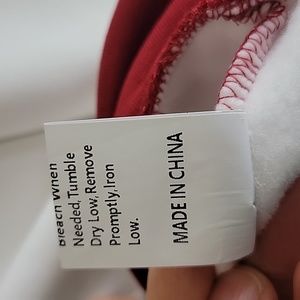 Bleach When
Needed,Tumble
Dry Low,Remove
Promptly,Iron
Low.
MADE IN CHINA